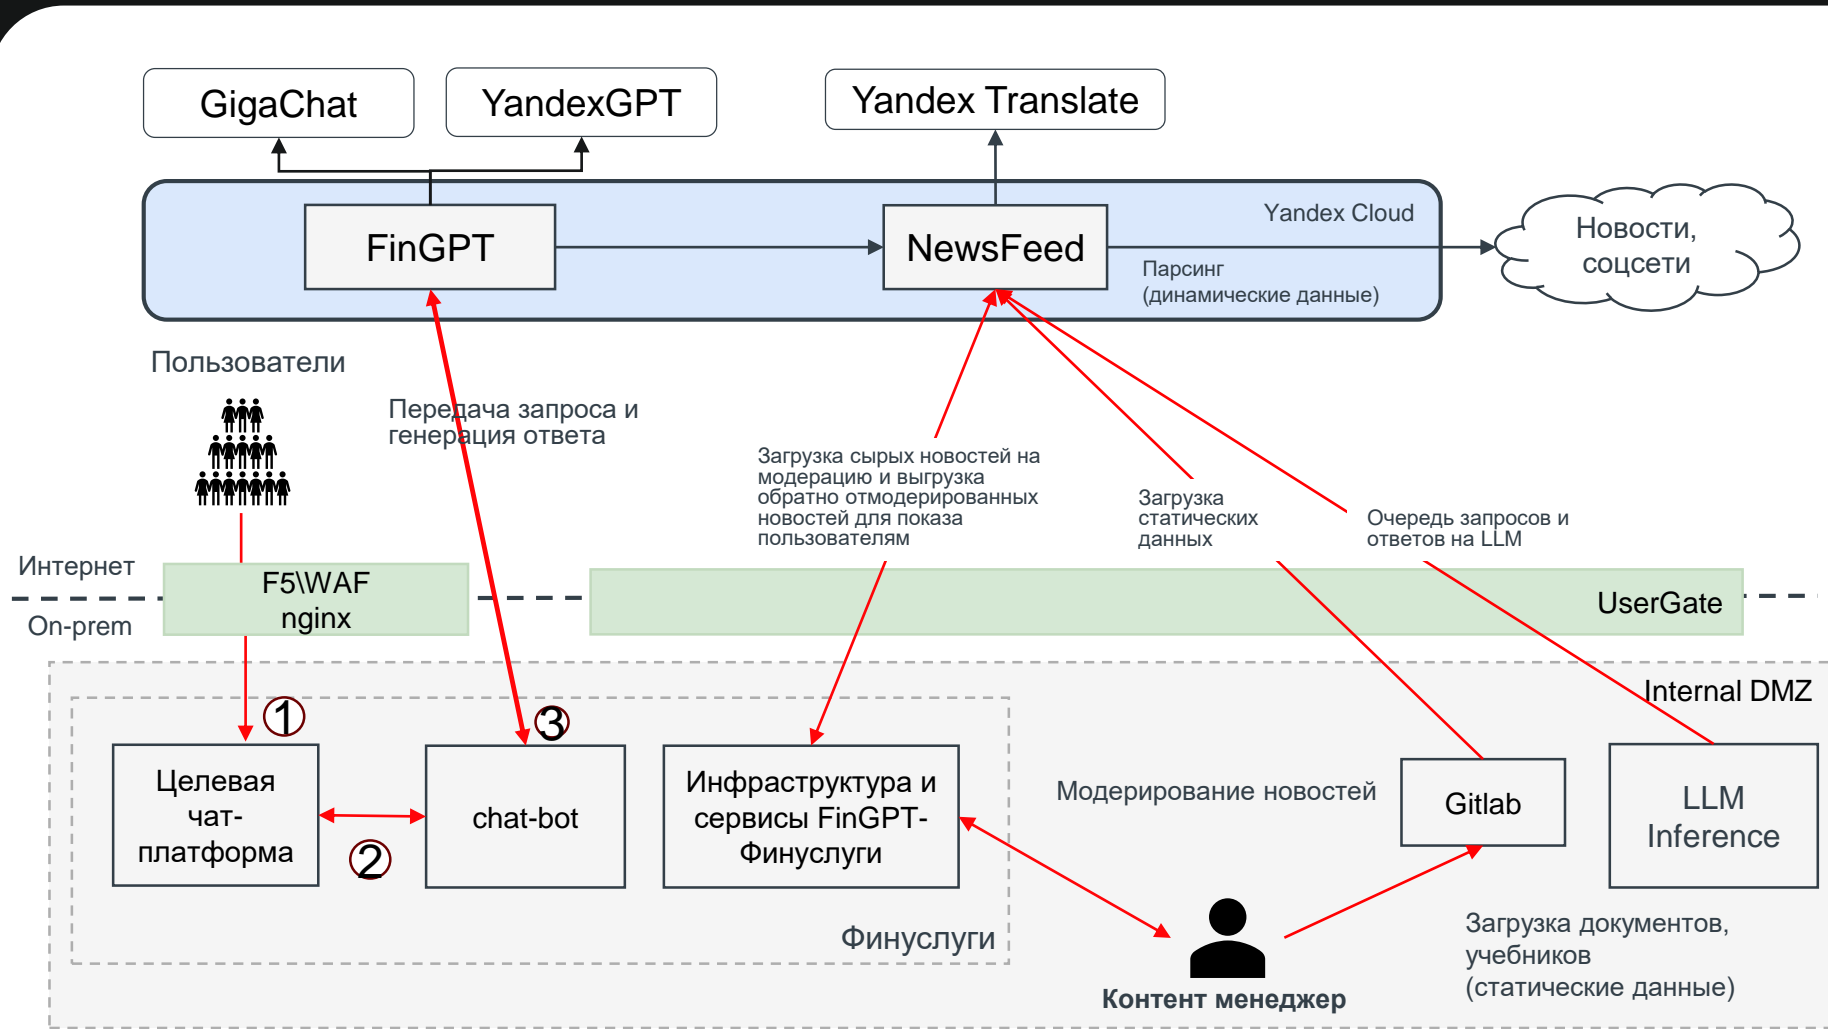 GigaChat
YandexGPT
Yandex Translate
FinGPT
NewsFeed
Yandex Cloud
Парсинг
(динамические данные)
Новости,
соцсети
Пользователи
Передача запроса и
генерация ответа
Загрузка сырых новостей на
модерацию и выгрузка
обратно отмодерированных
новостей для показа
пользователям
Загрузка
статических
данных
Очередь запросов и
ответов на LLM
Интернет
On-prem
F5\WAF
nginx
UserGate
Internal DMZ
1
2
3
Целевая
чат-
платформа
chat-bot
Инфраструктура и
сервисы FinGPT-
Финуслуги
Финуслуги
Модерирование новостей
Gitlab
LLM
Inference
Контент менеджер
Загрузка документов,
учебников
(статические данные)